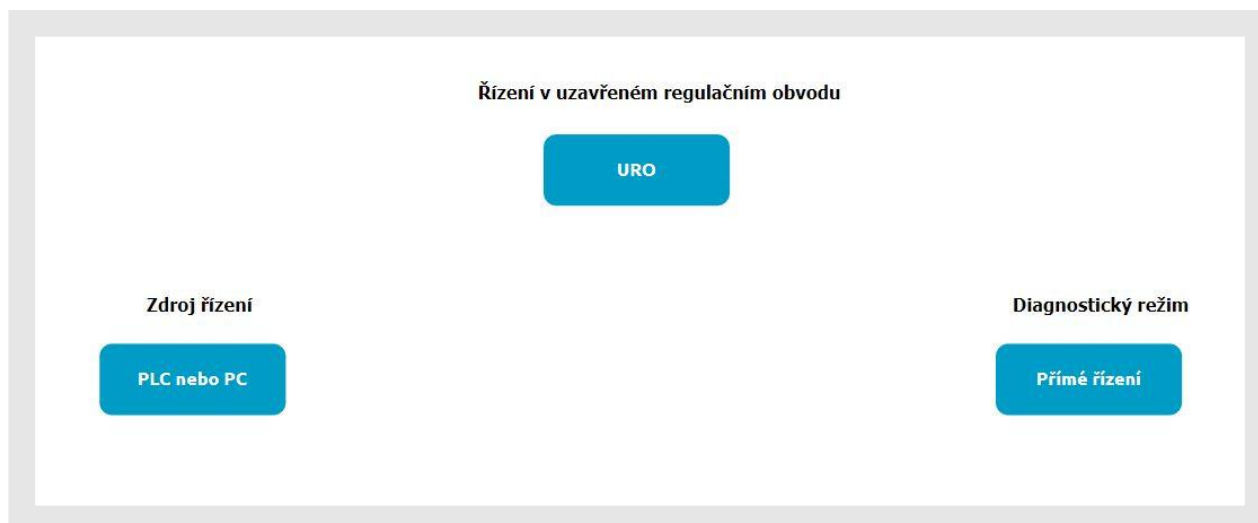 Řízení v uzavřeném regulačním obvodu
URO
Zdroj řízení
PLC nebo PC
Diagnostický režim
Přímé řízení